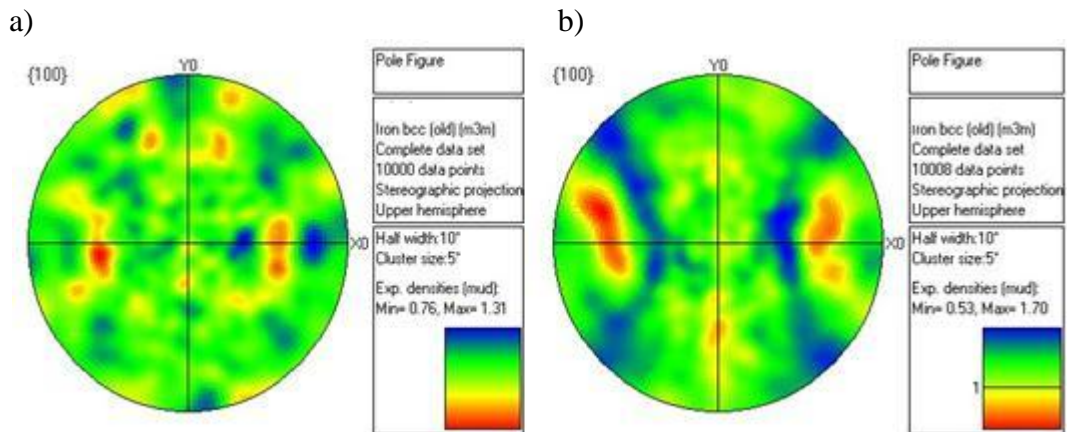 a)
{100}
Y0
X0
Pole Figure
Iron bcc (old) (m3m)
Complete data set
10000 data points
Stereographic projection
Upper hemisphere
Half width:10°
Cluster size:5°
Exp. densities (mud):
Min= 0.76, Max= 1.31
b)
{100}
Y0
X0
Pole Figure
Iron bcc (old) (m3m)
Complete data set
10008 data points
Stereographic projection
Upper hemisphere
Half width:10°
Cluster size:5°
Exp. densities (mud):
Min= 0.53, Max= 1.70
1